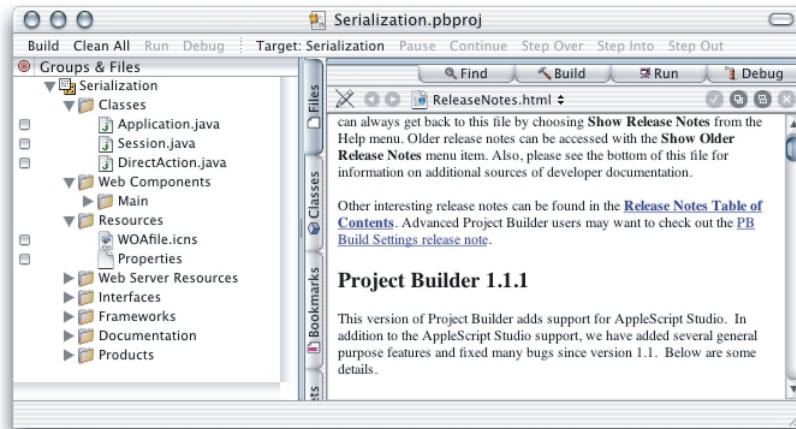 Serialization.pbproj
Build Clean All Run Debug Target: Serialization Pause Continue Step Over Step Into Step Out
Groups & Files
Serialization
Classes
Application.java
Session.java
DirectAction.java
Web Components
Main
Resources
WOAfile.icns
Properties
Web Server Resources
Interfaces
Frameworks
Documentation
Products
Files
Classes
Bookmarks
Find Build Run Debug
ReleaseNotes.html
can always get back to this file by choosing Show Release Notes from the
Help menu. Older release notes can be accessed with the Show Older
Release Notes menu item. Also, please see the bottom of this file for
information on additional sources of developer documentation.
Other interesting release notes can be found in the Release Notes Table of
Contents. Advanced Project Builder users may want to check out the PB
Build Settings release note.
Project Builder 1.1.1
This version of Project Builder adds support for AppleScript Studio. In
addition to the AppleScript Studio support, we have added several general
purpose features and fixed many bugs since version 1.1. Below are some
details.